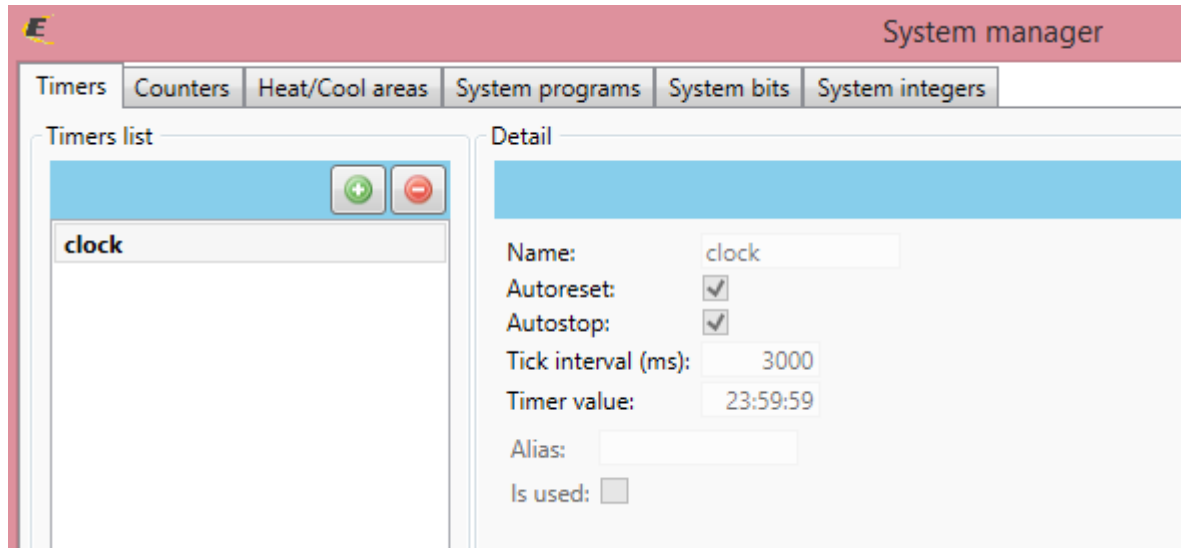 System manager
Timers Counters Heat/Cool areas System programs System bits System integers
Timers list
clock
Detail
Name: clock
Autoreset:
Autostop:
Tick interval (ms): 3000
Timer value: 23:59:59
Alias:
Is used: